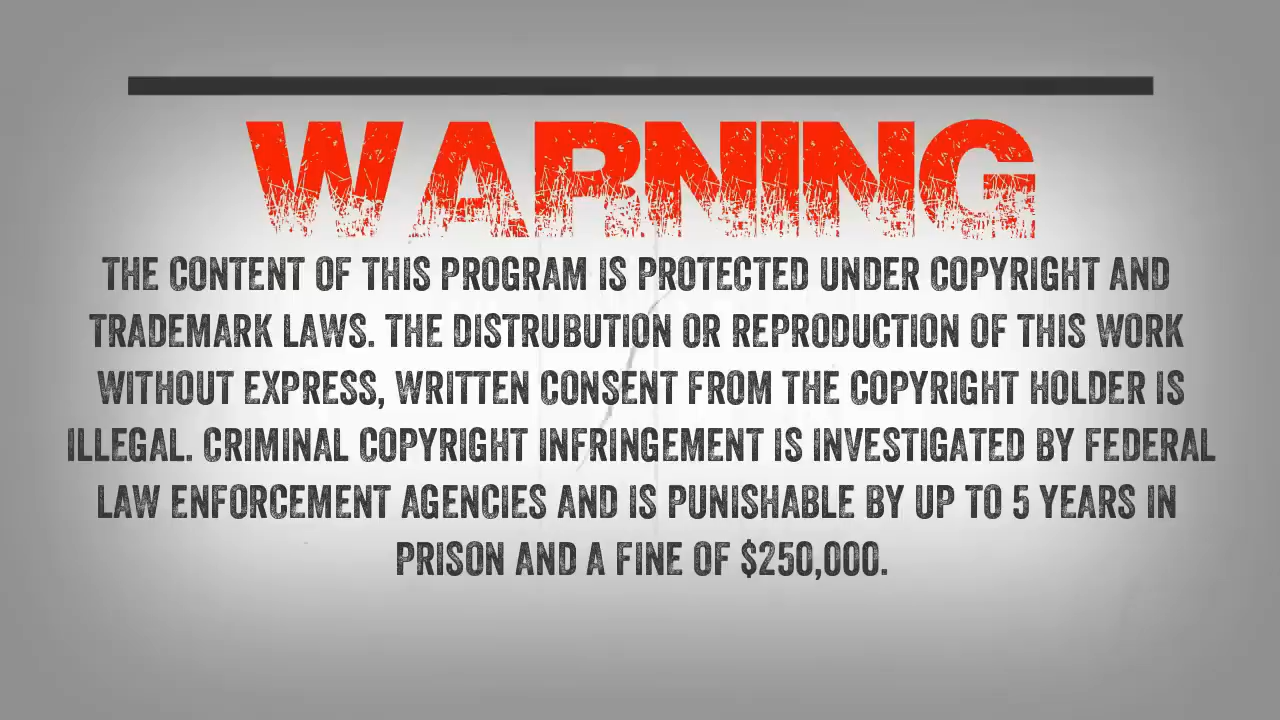 WARNING
THE CONTENT OF THIS PROGRAM IS PROTECTED UNDER COPYRIGHT AND
TRADEMARK LAWS. THE DISTRUBUTION OR REPRODUCTION OF THIS WORK
WITHOUT EXPRESS, WRITTEN CONSENT FROM THE COPYRIGHT HOLDER IS
ILLEGAL. CRIMINAL COPYRIGHT INFRINGEMENT IS INVESTIGATED BY FEDERAL
LAW ENFORCEMENT AGENCIES AND IS PUNISHABLE BY UP TO 5 YEARS IN
PRISON AND A FINE OF $250,000.